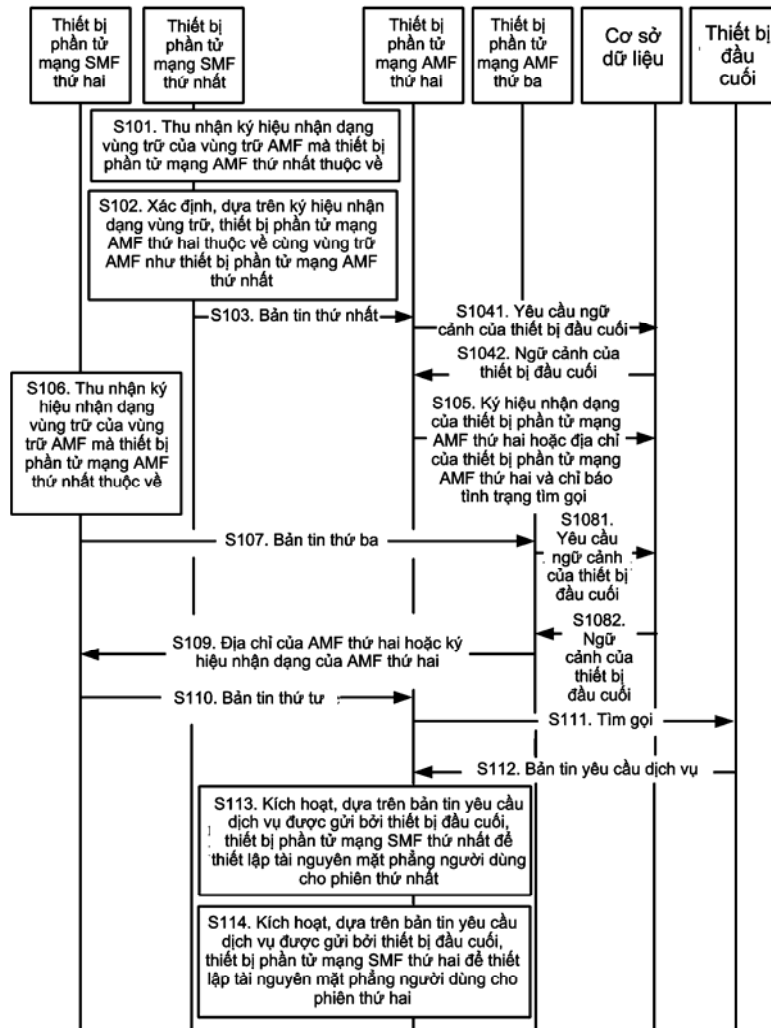 Thiết bị
phần tử
mạng SMF
thứ hai
Thiết bị
phần tử
mạng SMF
thứ nhất
Thiết bị
phần tử
mạng AMF
thứ hai
Thiết bị
phần tử
mạng AMF
thứ ba
Cơ sở
dữ liệu
Thiết bị
đầu
cuối
S101. Thu nhận ký hiệu nhận dạng
vùng trữ của vùng trữ AMF mà thiết bị
phần tử mạng AMF thứ nhất thuộc về
S102. Xác định, dựa trên ký hiệu nhận
dạng vùng trữ, thiết bị phần tử mạng
AMF thứ hai thuộc về cùng vùng trữ
AMF như thiết bị phần tử mạng AMF
thứ nhất
S103. Bản tin thứ nhất
S1041. Yêu cầu ngữ
cảnh của thiết bị đầu cuối
S1042. Ngữ cảnh của
thiết bị đầu cuối
S105. Ký hiệu nhận dạng
của thiết bị phần tử mạng
AMF thứ hai hoặc địa chỉ
của thiết bị phần tử mạng
AMF thứ hai và chỉ báo
tình trạng tìm gọi
S106. Thu nhận ký
hiệu nhận dạng
vùng trữ của vùng
trữ AMF mà thiết bị
phần tử mạng AMF
thứ nhất thuộc về
S107. Bản tin thứ ba
S1081.
Yêu cầu
ngữ cảnh
của thiết bị
đầu cuối
S1082.
Ngữ
cảnh của
thiết bị
đầu cuối
S109. Địa chỉ của AMF thứ hai hoặc ký
hiệu nhận dạng của AMF thứ hai
S110. Bản tin thứ tư
S111. Tìm gọi
S112. Bản tin yêu cầu dịch vụ
S113. Kích hoạt, dựa trên bản tin yêu cầu
dịch vụ được gửi bởi thiết bị đầu cuối,
thiết bị phần tử mạng SMF thứ nhất để
thiết lập tài nguyên mặt phẳng người dùng
cho phiên thứ nhất
S114. Kích hoạt, dựa trên bản tin yêu cầu
dịch vụ được gửi bởi thiết bị đầu cuối,
thiết bị phần tử mạng SMF thứ hai để thiết
lập tài nguyên mặt phẳng người dùng cho
phiên thứ hai